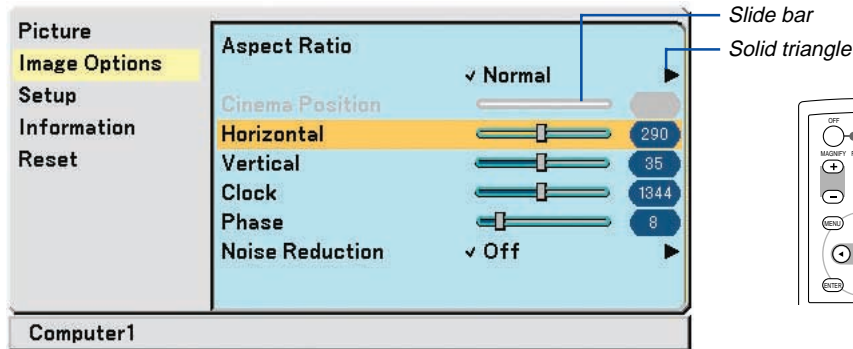 Picture
Image Options
Setup
Information
Reset
Aspect Ratio
✓ Normal ▶
Cinema Position
Horizontal 290
Vertical 35
Clock 1344
Phase 8
Noise Reduction ✓ Off ▶
Computer1
Slide bar
Solid triangle
OFF
MAGNIFY
+
−
MENU
ENTER